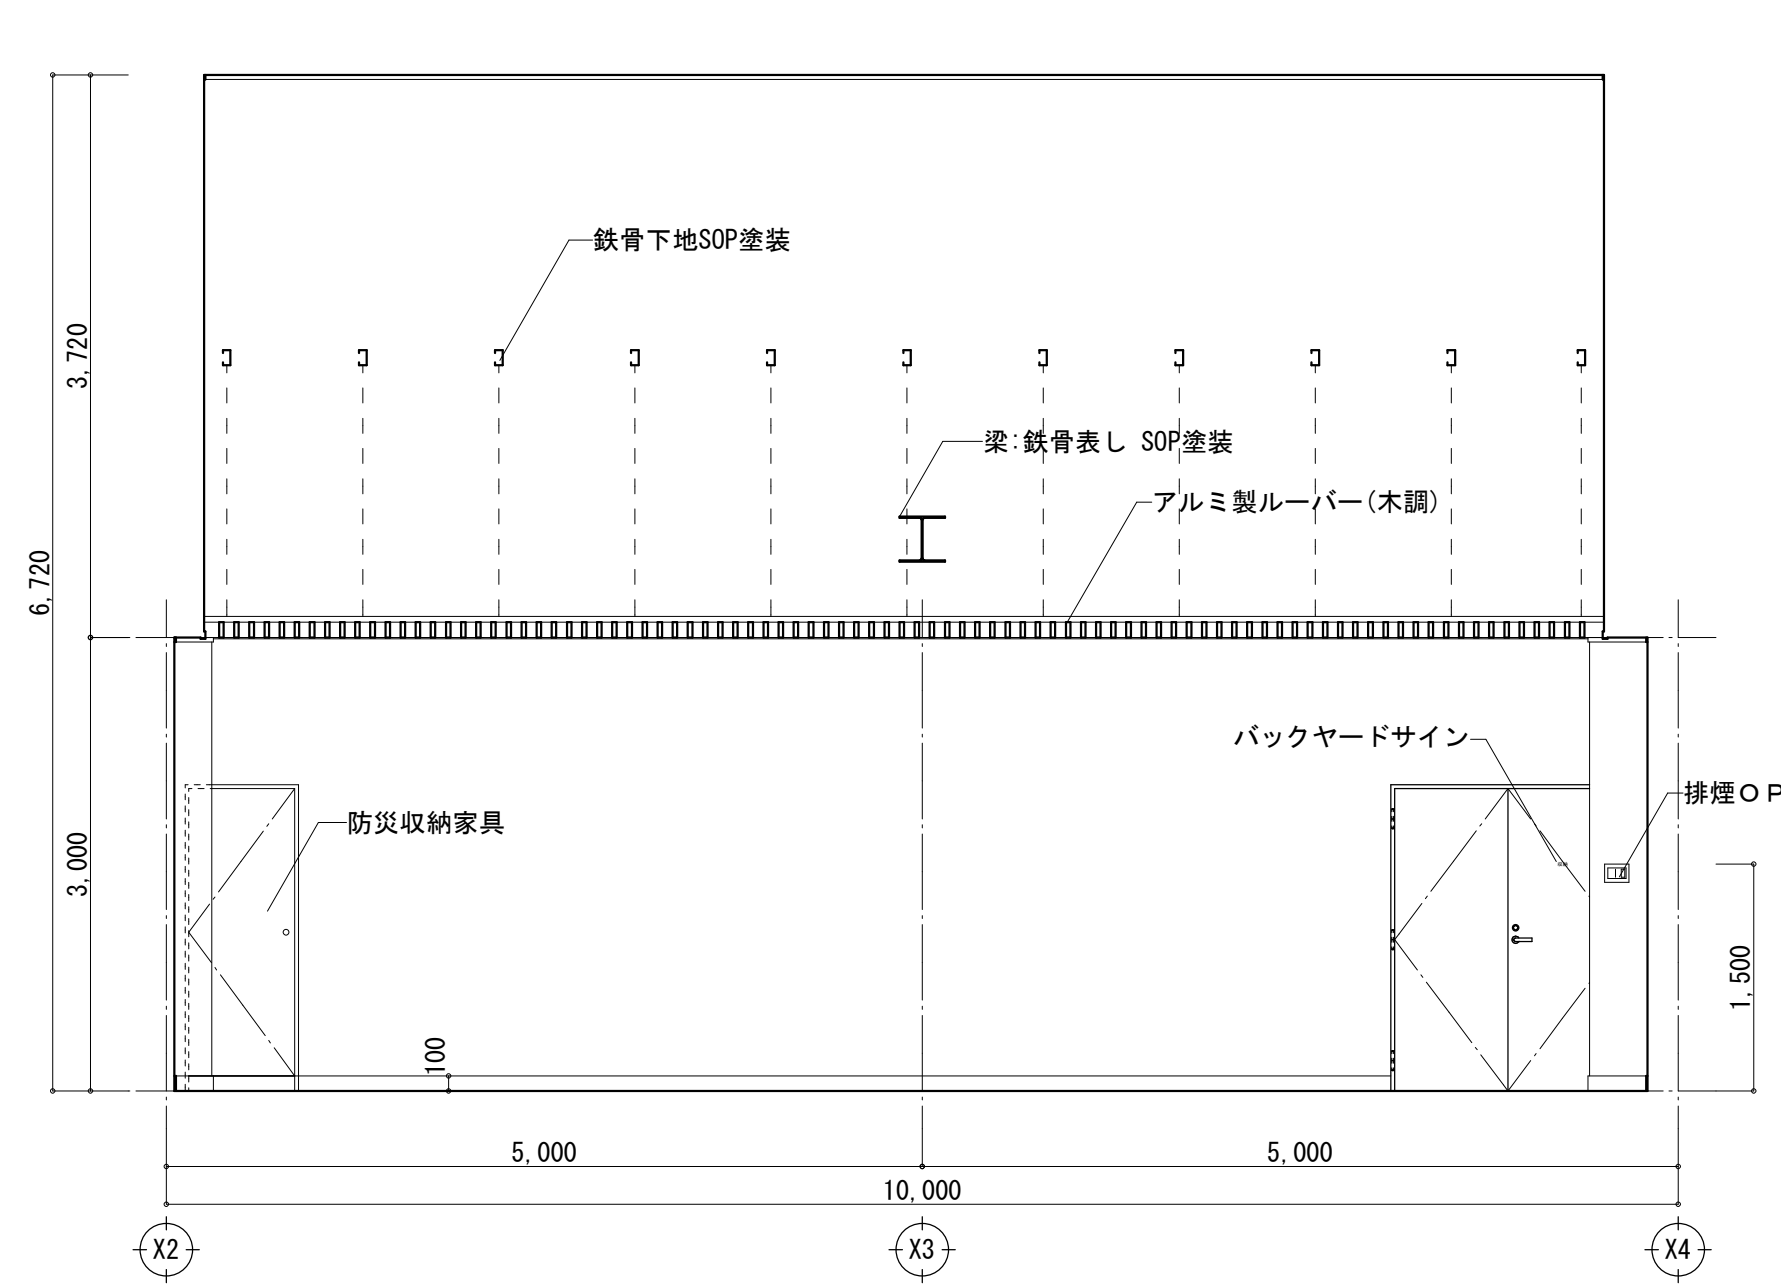 鉄骨下地SOP塗装
3,720
梁:鉄骨表し SOP塗装
アルミ製ルーバー(木調)
6,720
バックヤードサイン
排煙OP
防災収納家具
3,000
1,500
100
5,000
5,000
10,000
X2
X3
X4